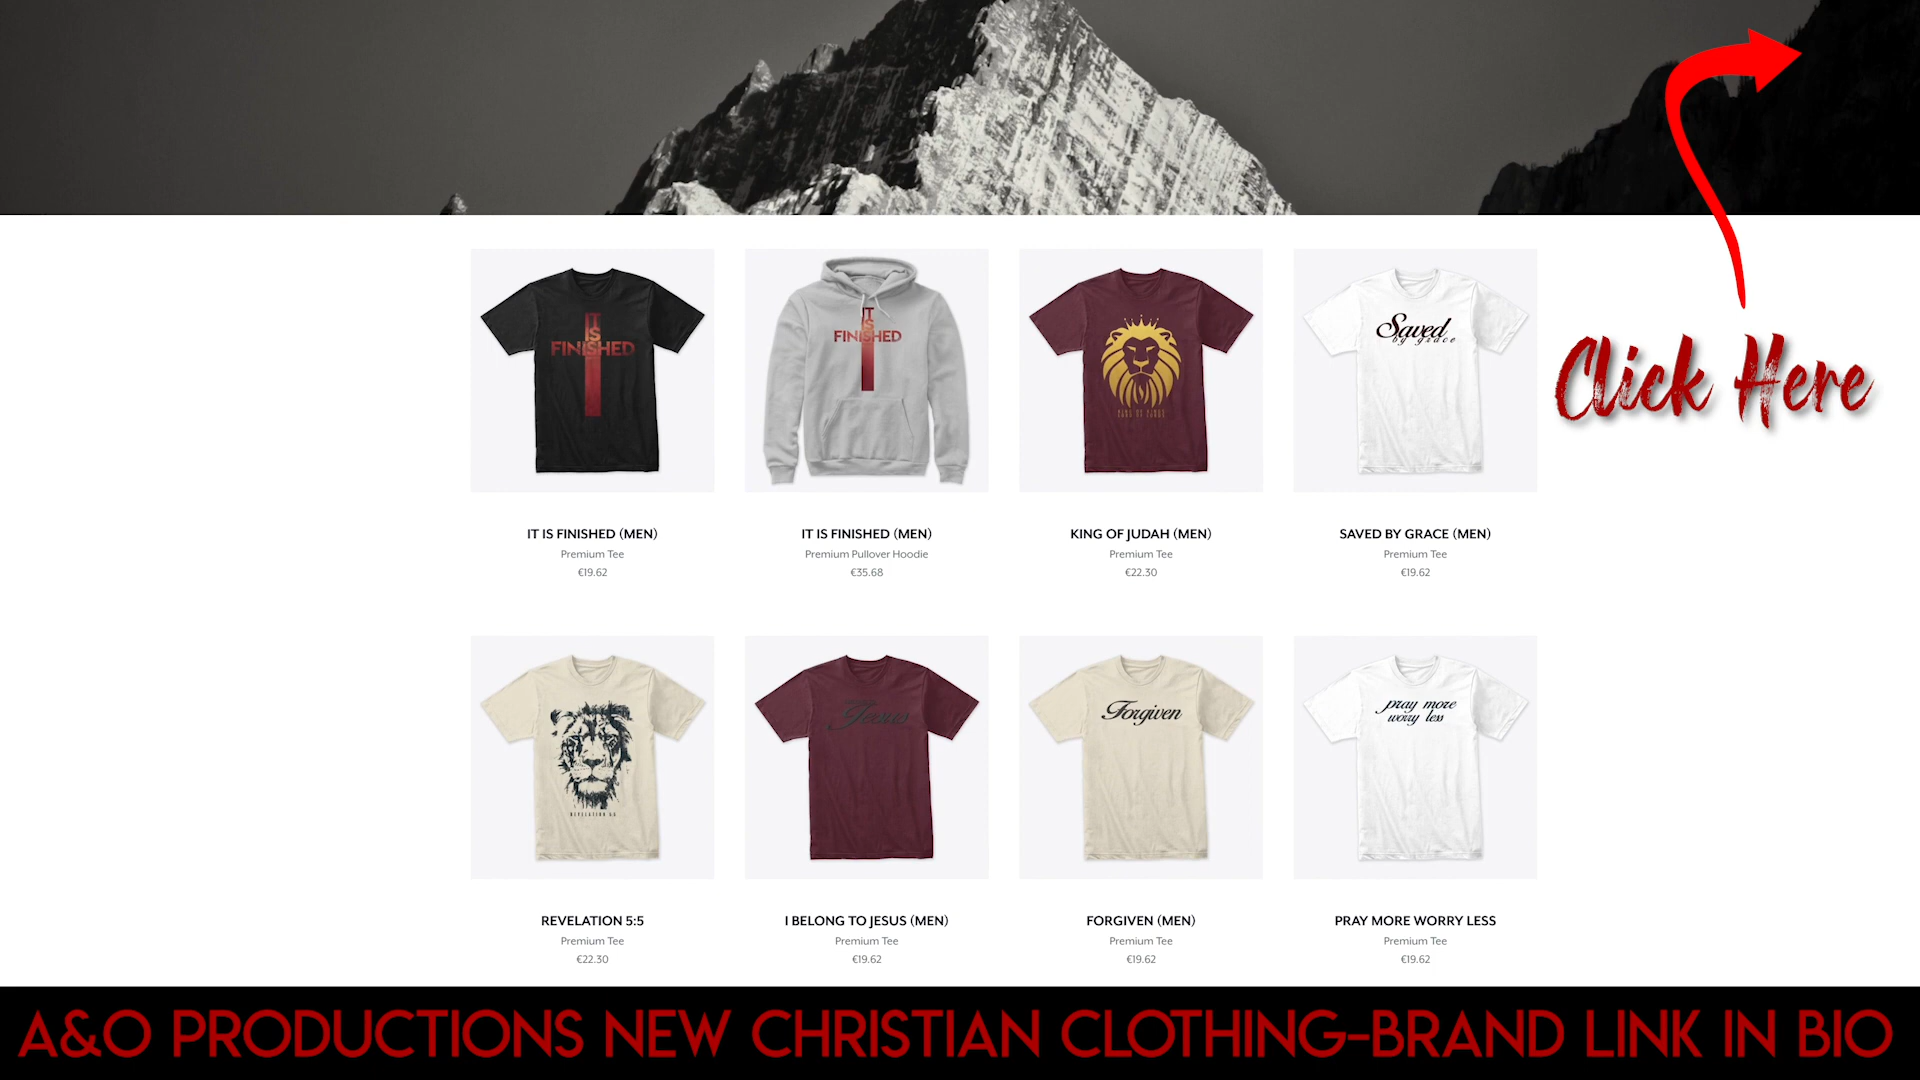 Click Here
IT
IS
FINISHED
IT
IS
FINISHED
Saved
by grace
IT IS FINISHED (MEN)
Premium Tee
€19.62
IT IS FINISHED (MEN)
Premium Pullover Hoodie
€35.68
KING OF JUDAH (MEN)
Premium Tee
€22.30
SAVED BY GRACE (MEN)
Premium Tee
€19.62
REVELATION 5:5
Jesus
Forgiven
pray more
worry less
REVELATION 5:5
Premium Tee
€22.30
I BELONG TO JESUS (MEN)
Premium Tee
€19.62
FORGIVEN (MEN)
Premium Tee
€19.62
PRAY MORE WORRY LESS
Premium Tee
€19.62
A&O PRODUCTIONS NEW CHRISTIAN CLOTHING-BRAND LINK IN BIO